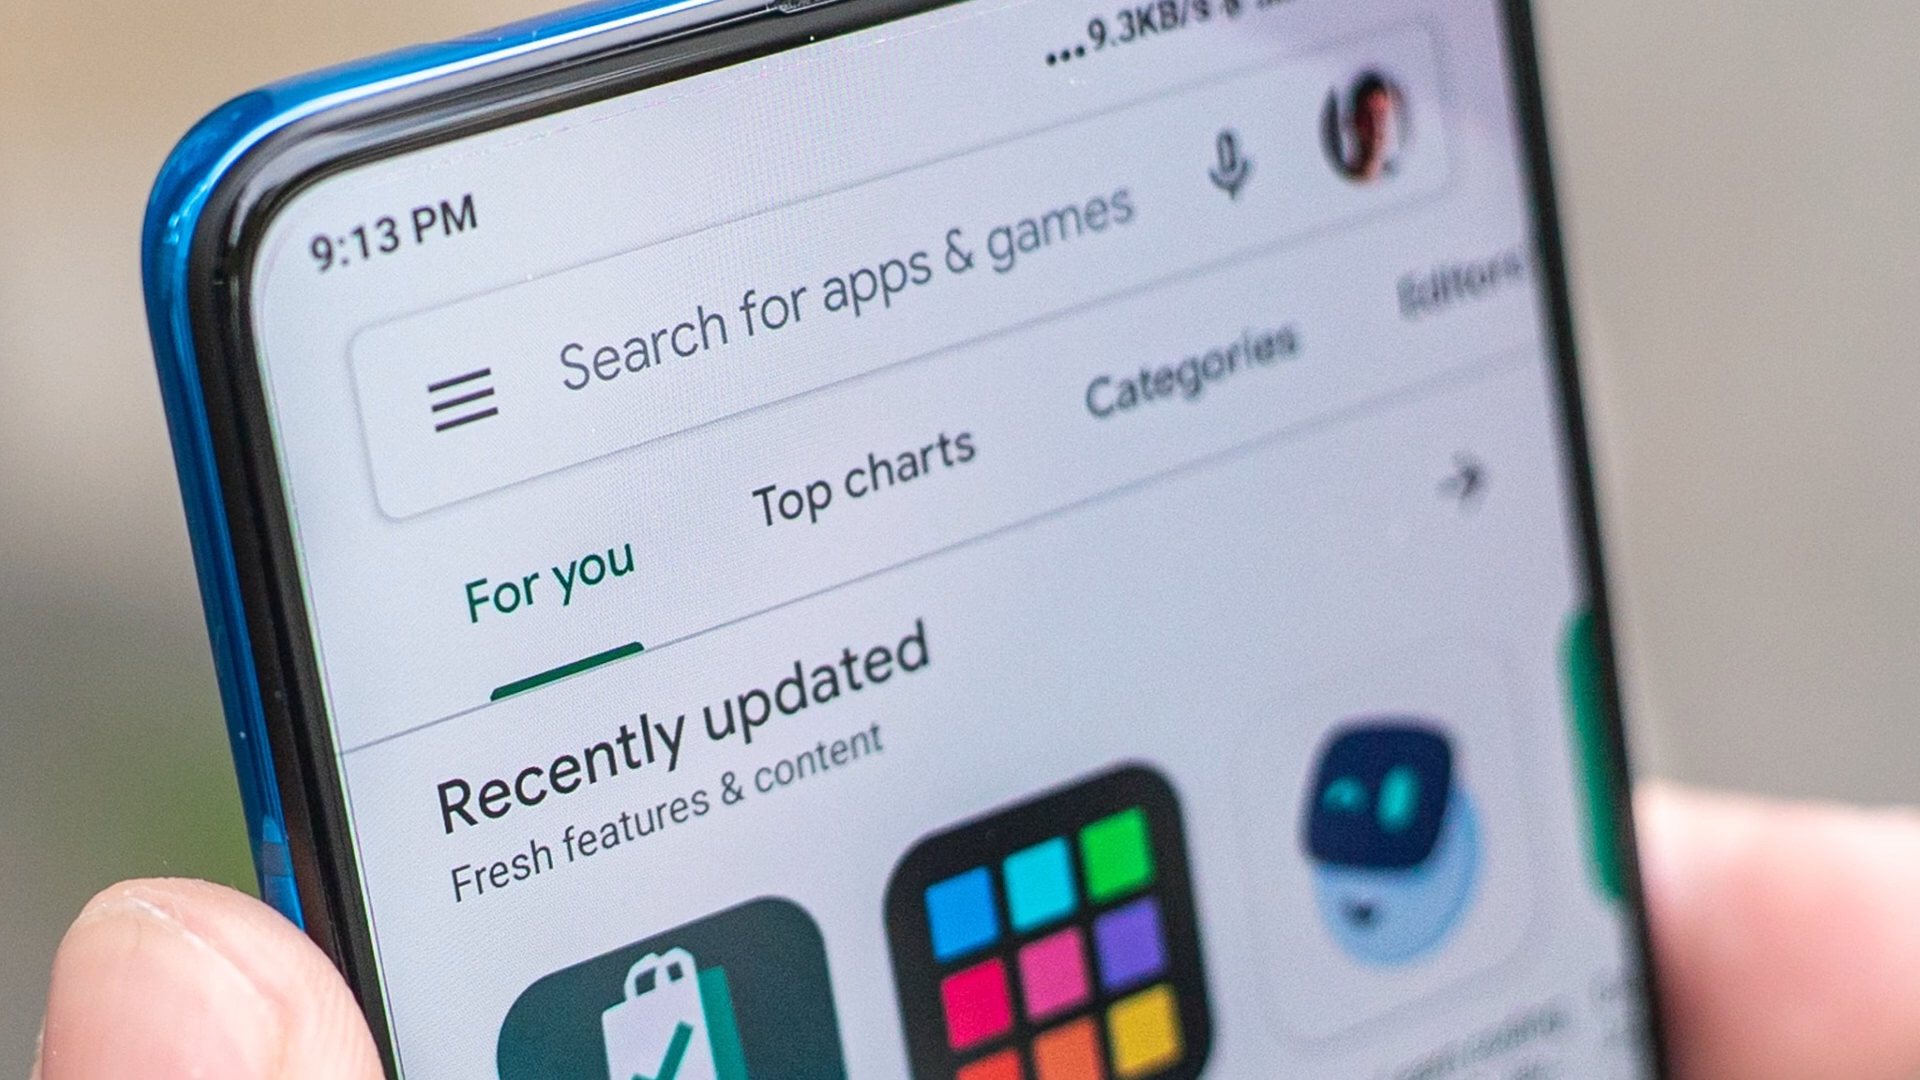 9:13 PM
...9.3KB/s
Search for apps & games
For you
Top charts
Categories
Editors
Recently updated
Fresh features & content